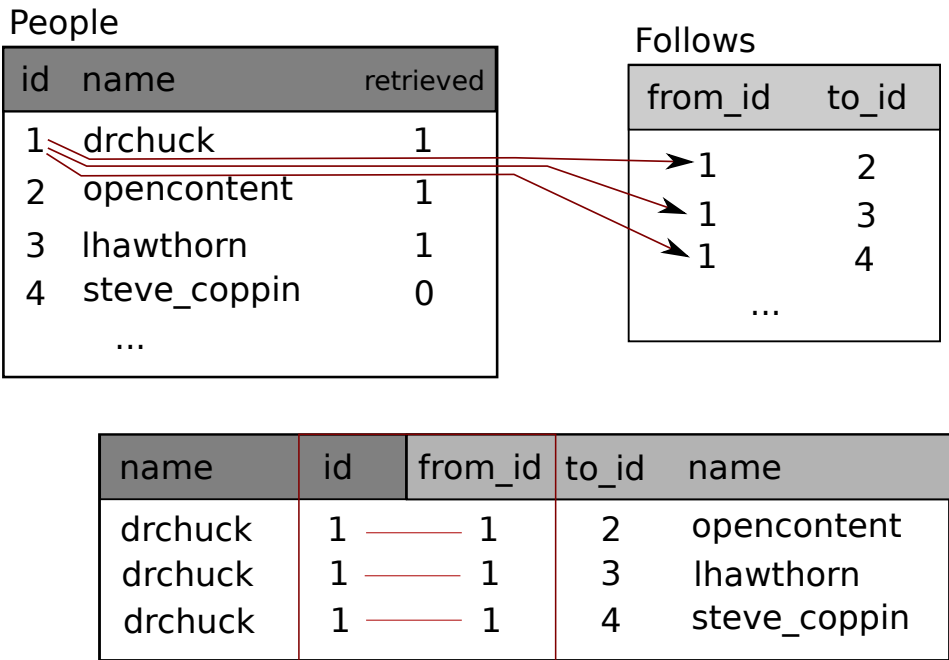 People
id name retrieved
1 drchuck 1
2 opencontent 1
3 lhawthorn 1
4 steve_coppin 0
...
Follows
from_id to_id
1 2
1 3
1 4
...
name id from_id to_id name
drchuck 1 1 2 opencontent
drchuck 1 1 3 lhawthorn
drchuck 1 1 4 steve_coppin